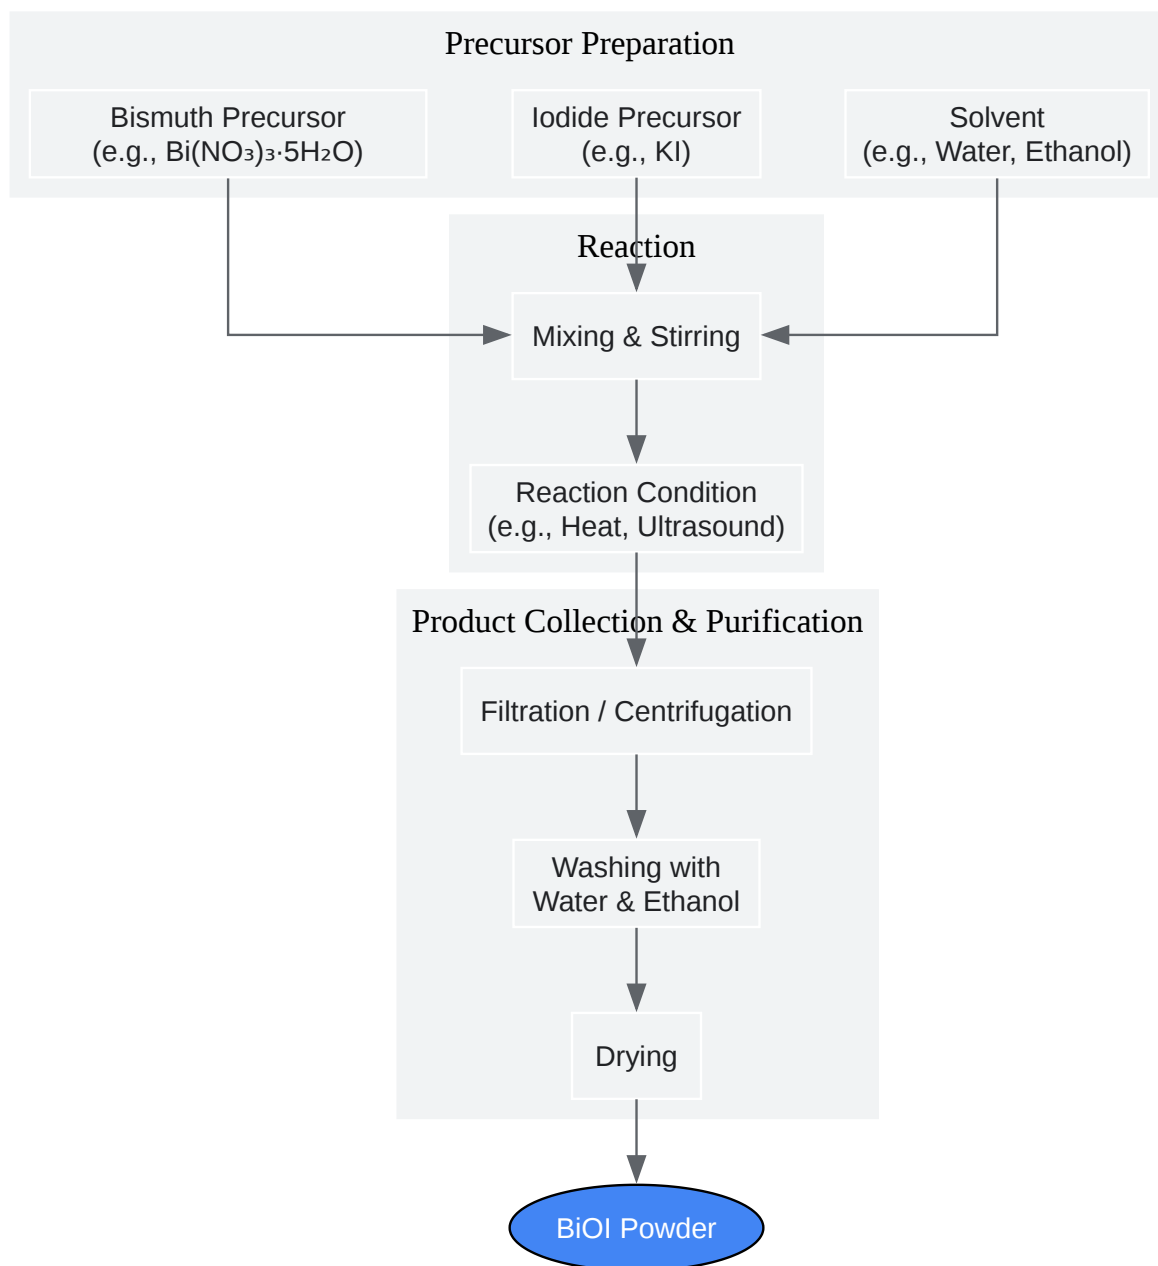 Precursor Preparation
Bismuth Precursor
(e.g., Bi(NO₃)₃·5H₂O)
Iodide Precursor
(e.g., KI)
Solvent
(e.g., Water, Ethanol)
Reaction
Mixing & Stirring
Reaction Condition
(e.g., Heat, Ultrasound)
Product Collection & Purification
Filtration / Centrifugation
Washing with
Water & Ethanol
Drying
BiOI Powder